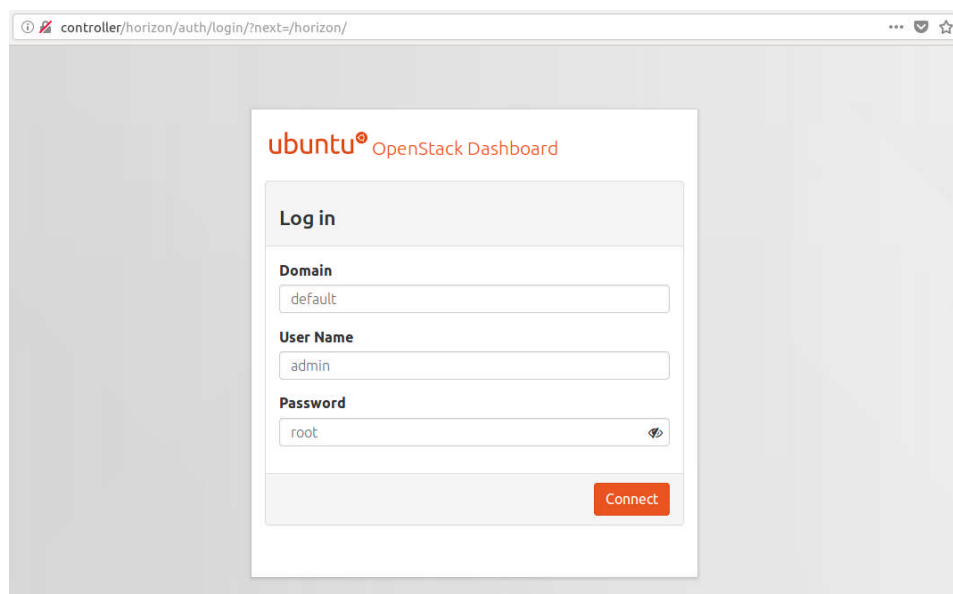 controller/horizon/auth/login/?next=/horizon/
ubuntu OpenStack Dashboard
Log in
Domain
default
User Name
admin
Password
root
Connect